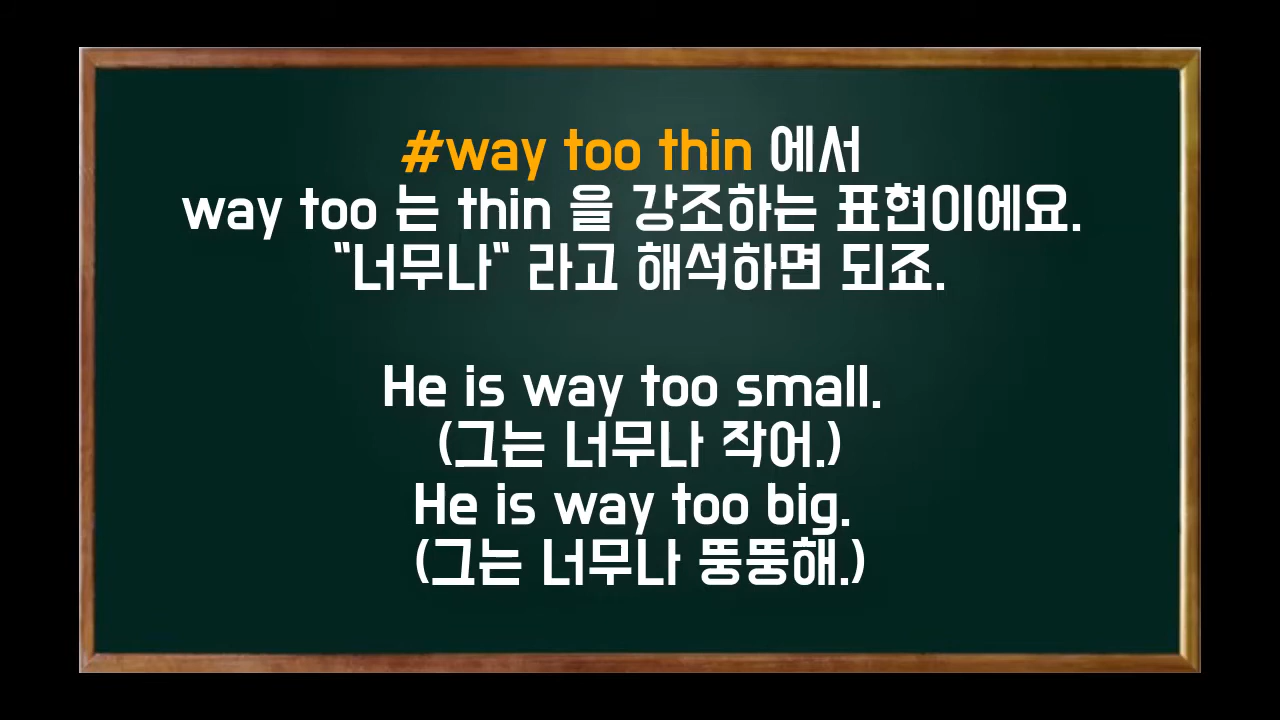 #way too thin 에서
way too 는 thin 을 강조하는 표현이에요.
"너무나" 라고 해석하면 되죠.
He is way too small.
(그는 너무나 작어.)
He is way too big.
(그는 너무나 뚱뚱해.)